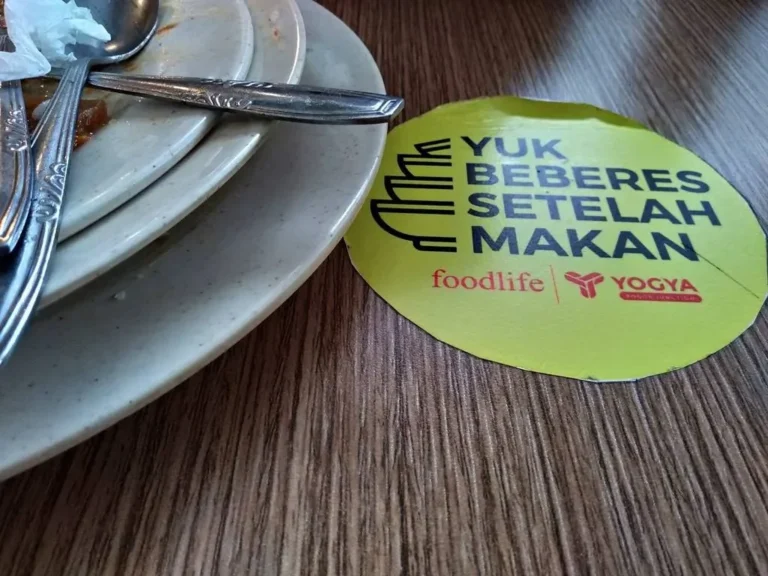 YUK
BEBERES
SETELAH
MAKAN
foodlife
YOGYA